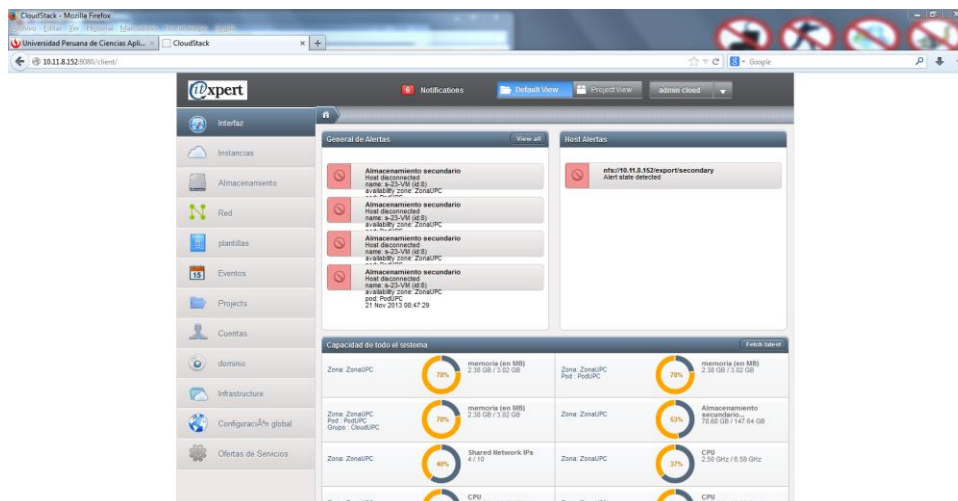 CloudStack - Mozilla Firefox
Universidad Peruana de Ciencias Apli...
CloudStack
10.11.8.152:8080/client/
Google
iXpert
6 Notifications
Default View
Project View
admin cloud
Interfaz
Instancias
Almacenamiento
Red
plantillas
15 Eventos
Projects
Cuentas
dominio
Infrastructure
ConfiguraciÃ³n global
Ofertas de Servicios
General de Alertas
View all
Almacenamiento secundario
Host disconnected
name: s-23-VM (id:8)
availability zone: ZonaUPC
Almacenamiento secundario
Host disconnected
name: s-23-VM (id:8)
availability zone: ZonaUPC
Almacenamiento secundario
Host disconnected
name: s-23-VM (id:8)
availability zone: ZonaUPC
Almacenamiento secundario
Host disconnected
name: s-23-VM (id:8)
availability zone: ZonaUPC
pod: PodUPC
21 Nov 2013 08:47:29
Host Alertas
nfs://10.11.8.152/export/secondary
Alert state detected
Capacidad de todo el sistema
Fetch latest
Zona: ZonaUPC
78%
memoria (en MB)
2.38 GB / 3.02 GB
Zona: ZonaUPC
Pod : PodUPC
78%
memoria (en MB)
2.38 GB / 3.02 GB
Zona: ZonaUPC
Pod : PodUPC
Grupo : CloudUPC
78%
memoria (en MB)
2.38 GB / 3.02 GB
Zona: ZonaUPC
53%
Almacenamiento
secundario...
78.68 GB / 147.64 GB
Zona: ZonaUPC
40%
Shared Network IPs
4 / 10
Zona: ZonaUPC
37%
CPU
2.50 GHz / 6.58 GHz
CPU
CPU